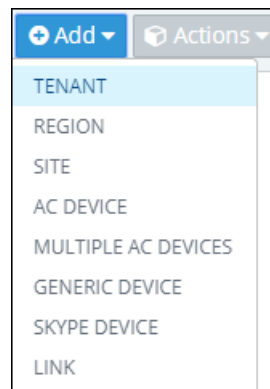 Add Actions
TENANT
REGION
SITE
AC DEVICE
MULTIPLE AC DEVICES
GENERIC DEVICE
SKYPE DEVICE
LINK